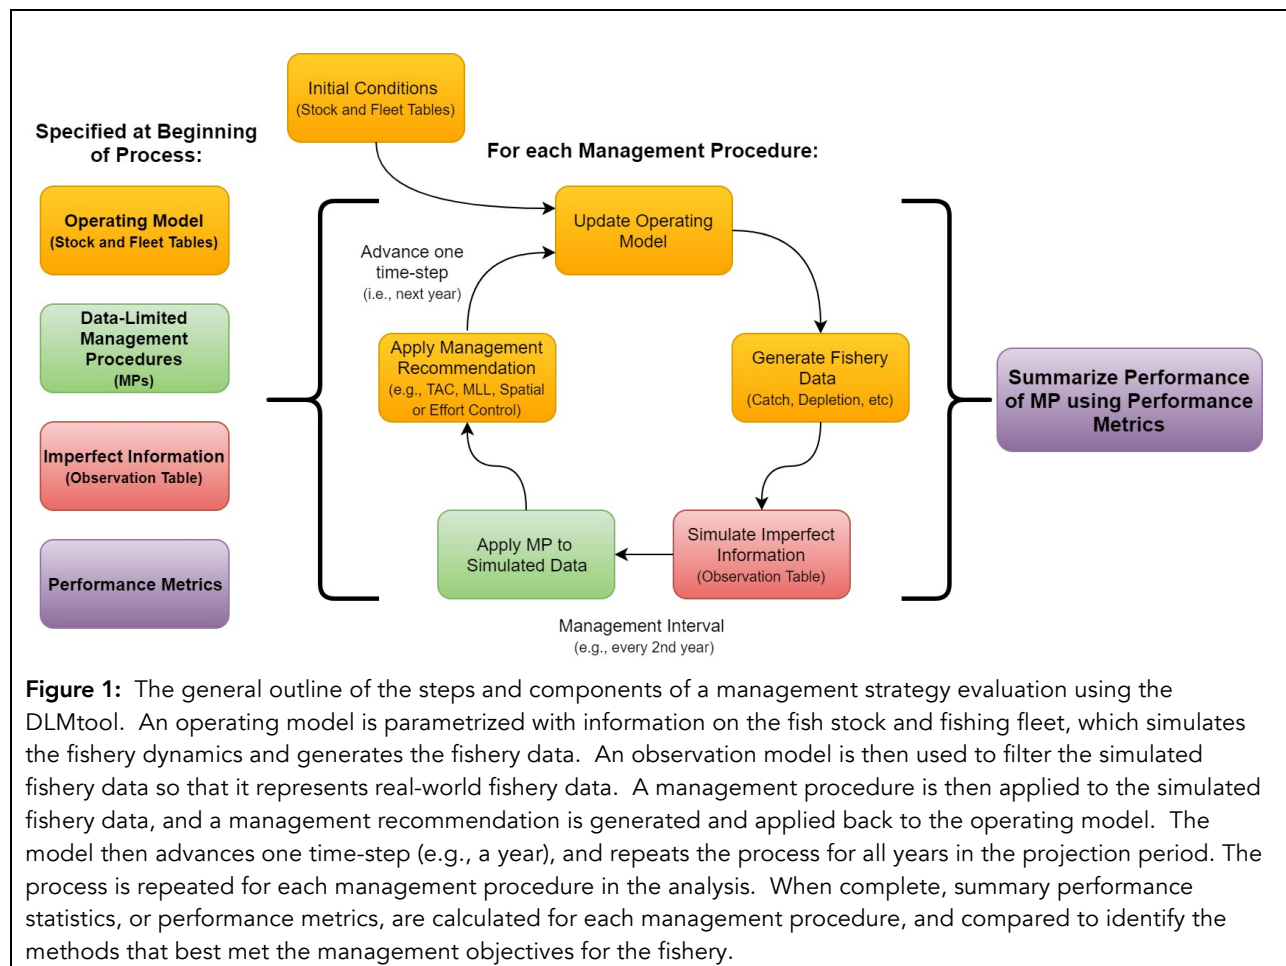 Initial Conditions
(Stock and Fleet Tables)
Specified at Beginning
of Process:
For each Management Procedure:
Operating Model
(Stock and Fleet Tables)
Data-Limited
Management
Procedures
(MPs)
Imperfect Information
(Observation Table)
Performance Metrics
Update Operating
Model
Advance one
time-step
(i.e., next year)
Apply Management
Recommendation
(e.g., TAC, MLL, Spatial
or Effort Control)
Generate Fishery
Data
(Catch, Depletion, etc)
Apply MP to
Simulated Data
Simulate Imperfect
Information
(Observation Table)
Management Interval
(e.g., every 2nd year)
Summarize Performance
of MP using Performance
Metrics
Figure 1: The general outline of the steps and components of a management strategy evaluation using the
DLMtool. An operating model is parametrized with information on the fish stock and fishing fleet, which simulates
the fishery dynamics and generates the fishery data. An observation model is then used to filter the simulated
fishery data so that it represents real-world fishery data. A management procedure is then applied to the simulated
fishery data, and a management recommendation is generated and applied back to the operating model. The
model then advances one time-step (e.g., a year), and repeats the process for all years in the projection period. The
process is repeated for each management procedure in the analysis. When complete, summary performance
statistics, or performance metrics, are calculated for each management procedure, and compared to identify the
methods that best met the management objectives for the fishery.